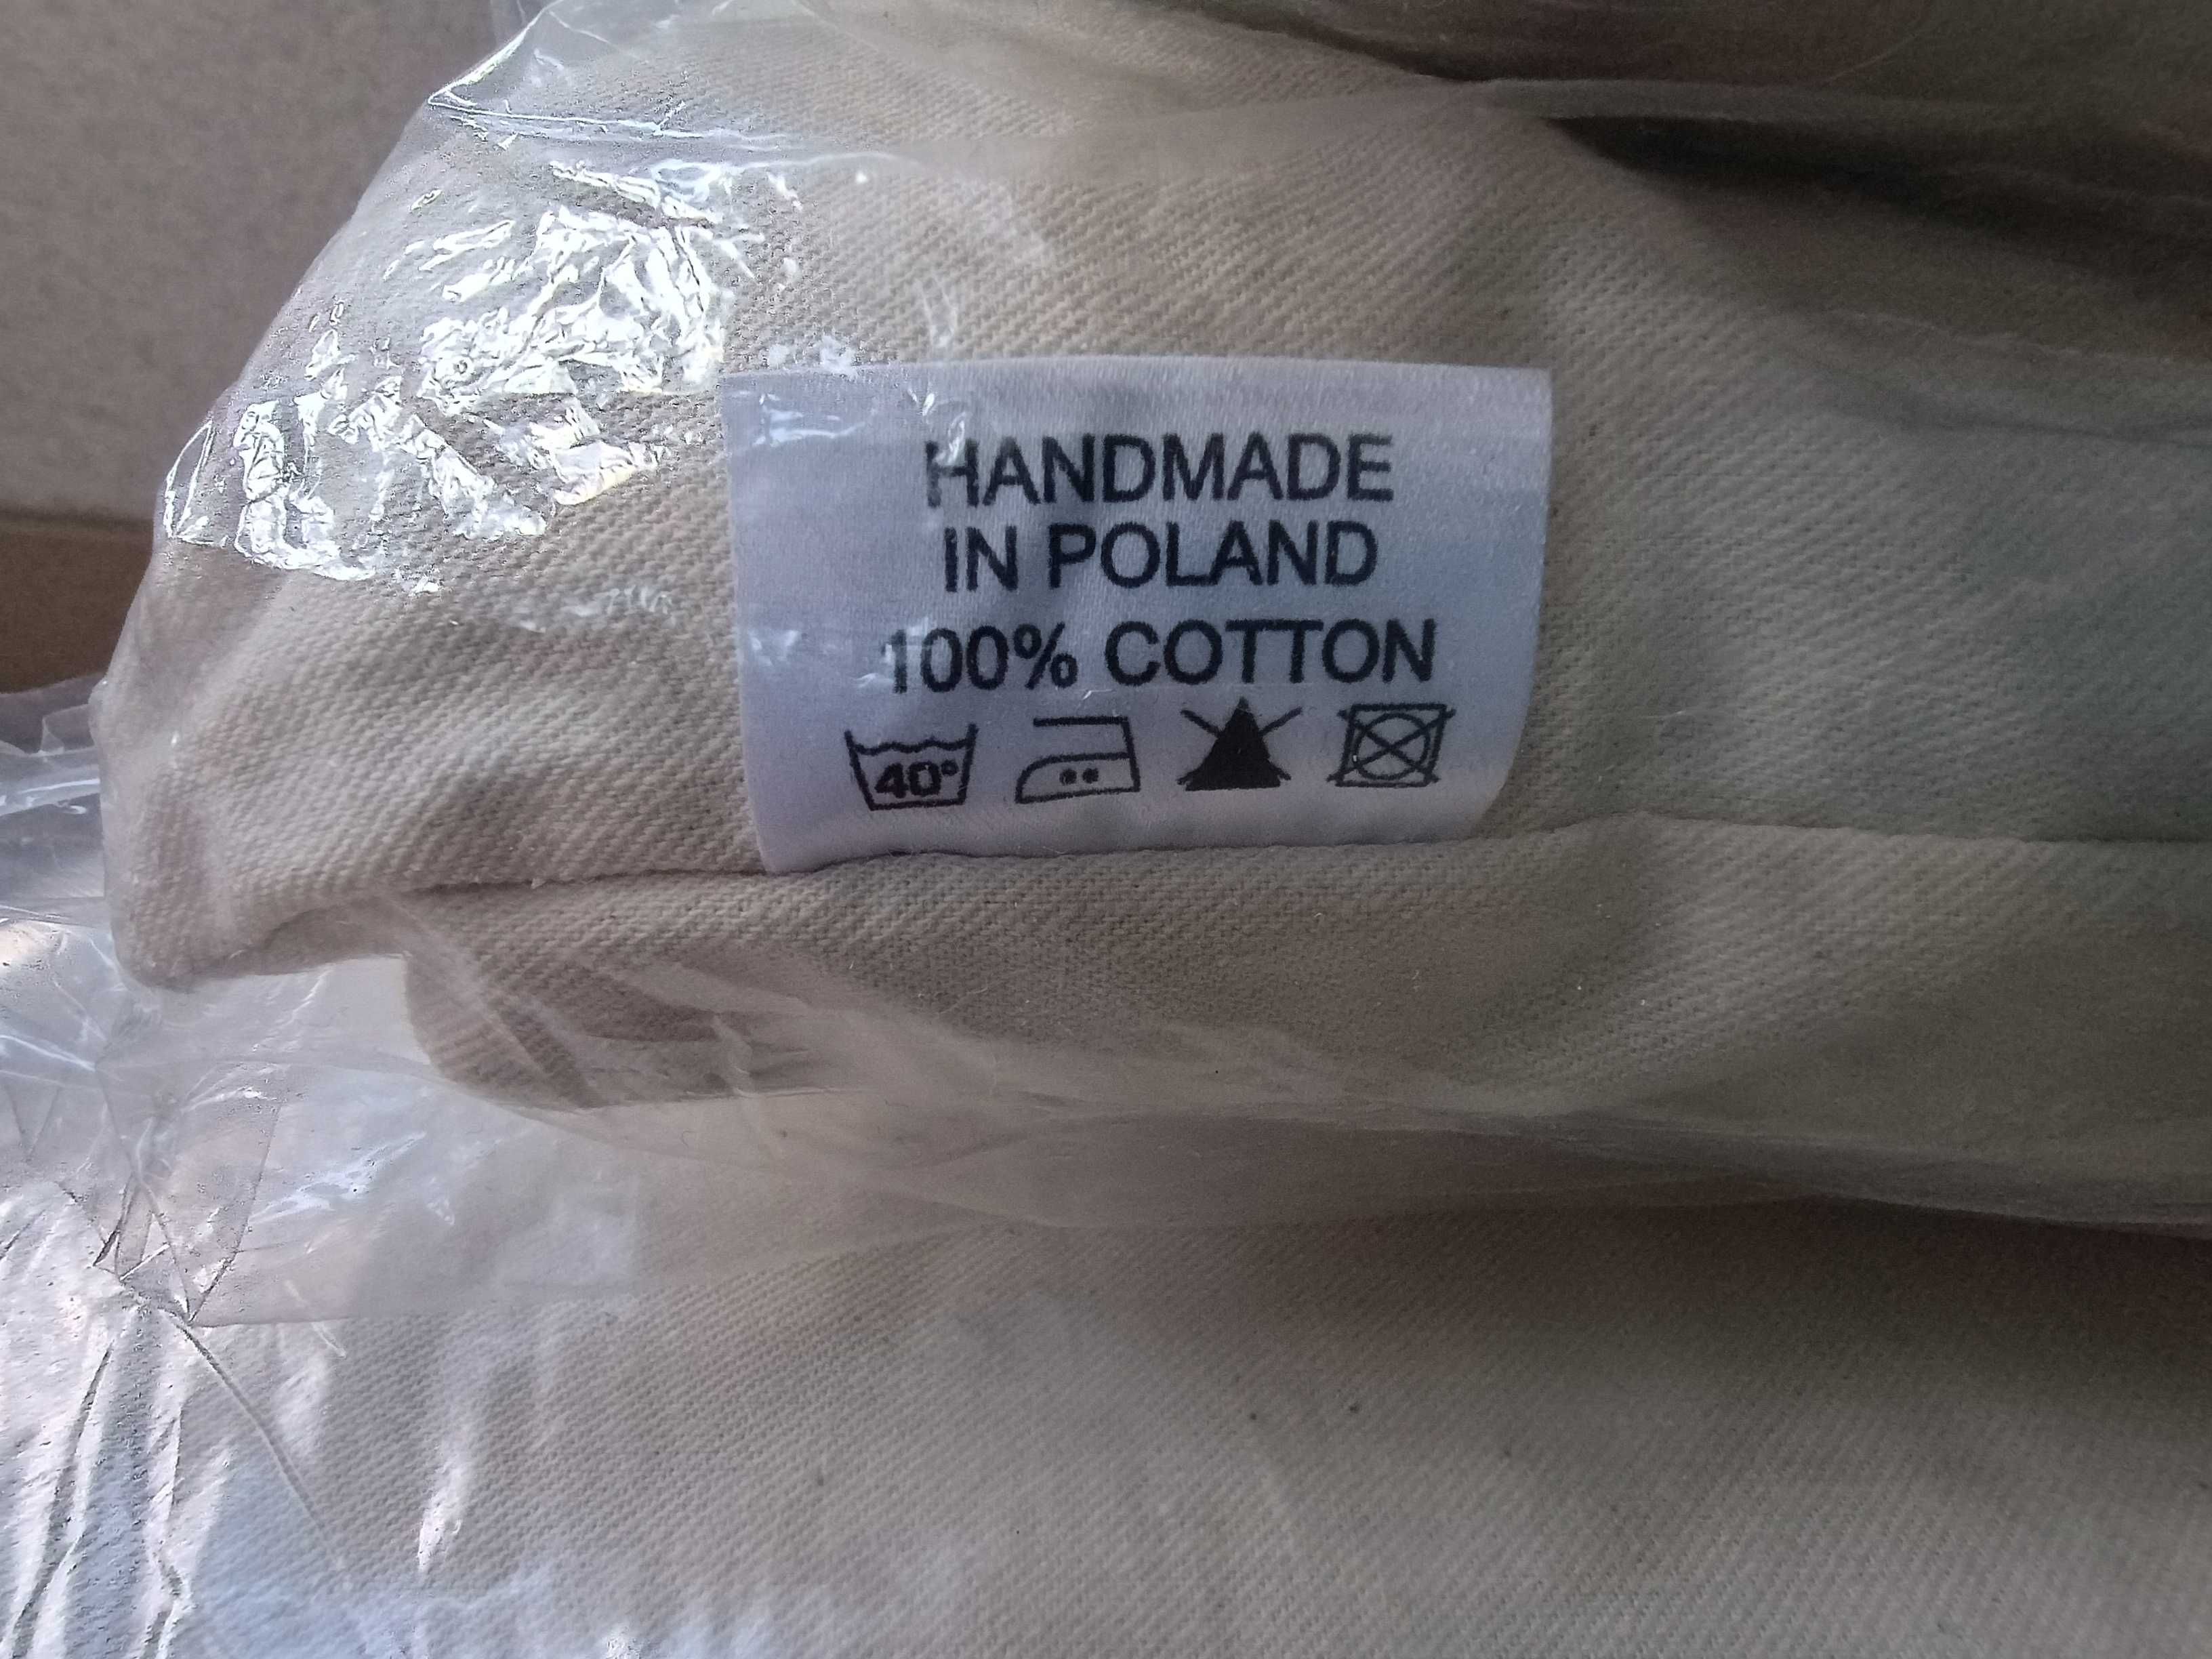 HANDMADE
IN POLAND
100% COTTON
40°